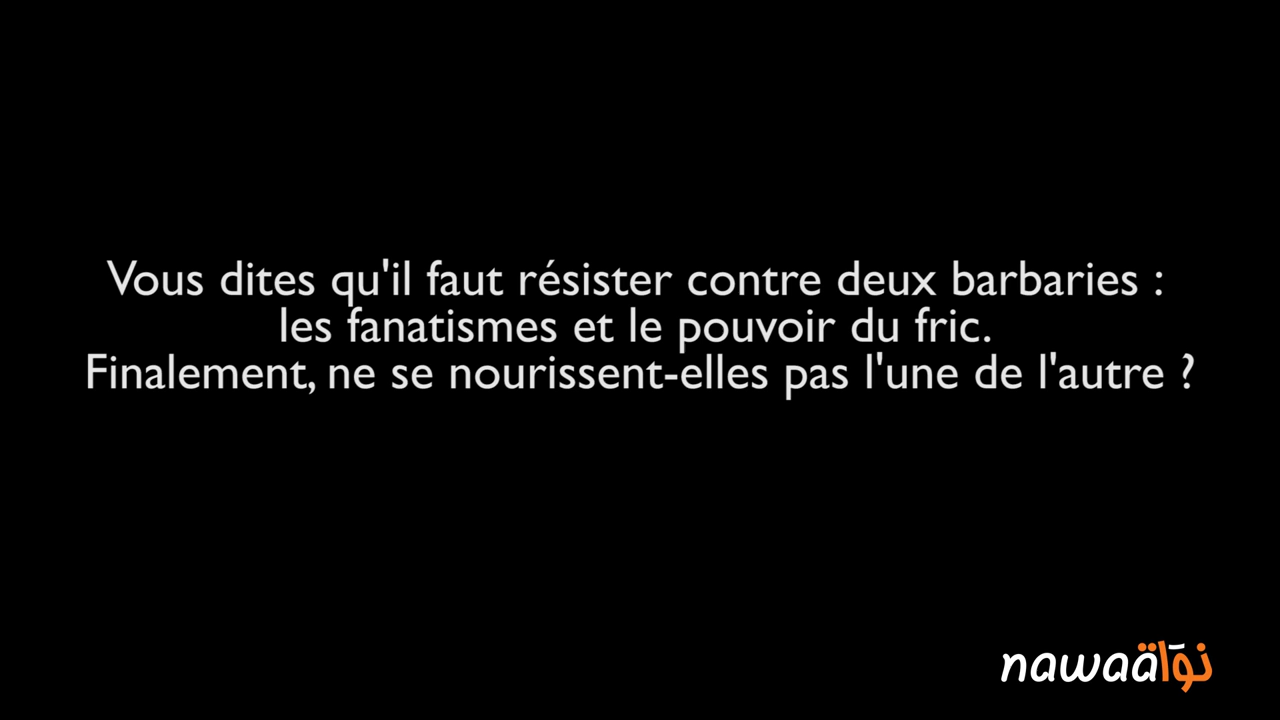 Vous dites qu'il faut résister contre deux barbaries :
les fanatismes et le pouvoir du fric.
Finalement, ne se nourissent-elles pas l'une de l'autre ?
nawaaنواة